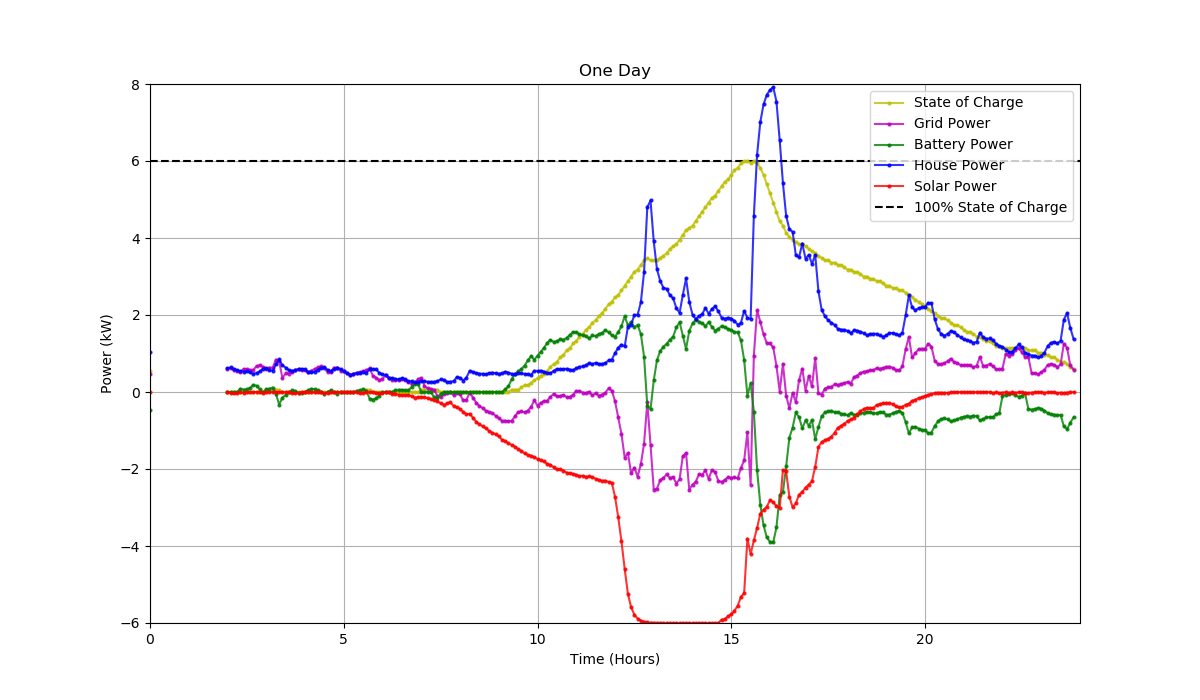 One Day
8
6
4
2
0
−2
−4
−6
Power (kW)
State of Charge
Grid Power
Battery Power
House Power
Solar Power
100% State of Charge
0 5 10 15 20
Time (Hours)